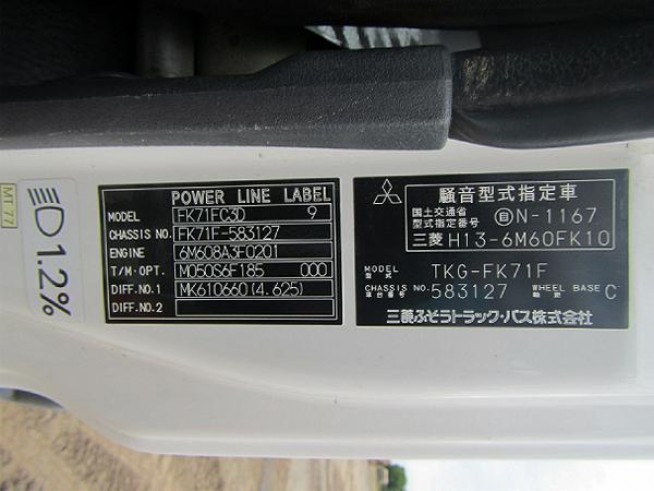 MT 77
1.2%
POWER LINE LABEL
MODEL FK71FC3D 9
CHASSIS NO. FK71F-583127
ENGINE 6M608A3F0201
T/M·OPT. M050S6F185 000
DIFF.NO.1 MK610660(4.625)
DIFF.NO.2
騒音型式指定車
国土交通省
型式指定番号 自N-1167
三菱 H13-6M60FK10
MODEL
型式 TKG-FK71F
CHASSIS NO. 583127 WHEEL BASE C
車台番号 軸距
三菱ふそうトラック・バス株式会社